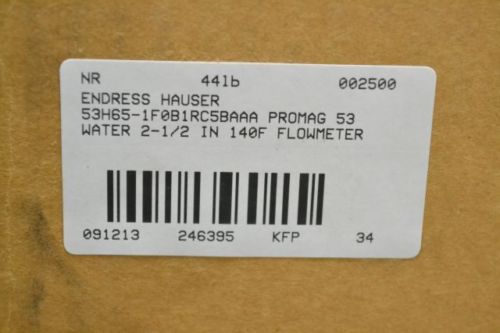 NR 44lb 002500
ENDRESS HAUSER
53H65-1F0B1RC5BAAA PROMAG 53
WATER 2-1/2 IN 140F FLOWMETER
091213 246395 KFP 34